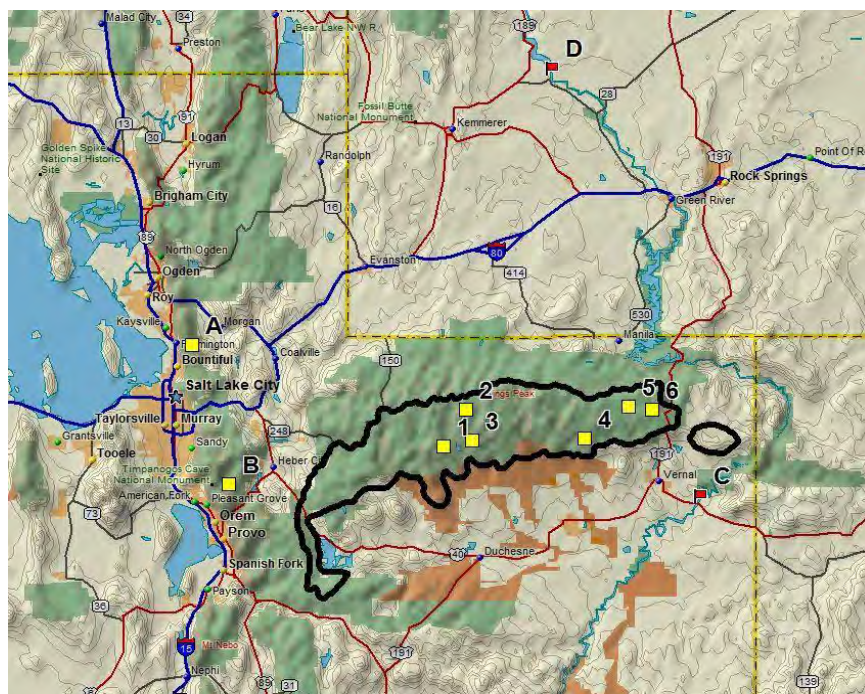 Malad City
34
Preston
Bear Lake N W R
189
D
28
Fossil Butte
National Monument
Kemmerer
13
91
30
Logan
Golden Spike
National Historic
Site
Hyrum
Randolph
191
Point Of R
Rock Springs
Brigham City
16
Green River
89
North Ogden
Ogden
Evanston
80
414
Roy
Kaysville
A
Morgan
530
Manila
Bountiful
Coalville
150
Salt Lake City
2
5
6
Taylorsville
Murray
248
1
3
4
Grantsville
Sandy
Tooele
Timpanogos Cave
National Monument
B
Heber Ci
191
Vernal
C
American Fork
Pleasant Grove
73
Orem
Provo
40
Duchesne
Spanish Fork
36
Payson
15
Mt Nebo
191
Nephi
89
31
139